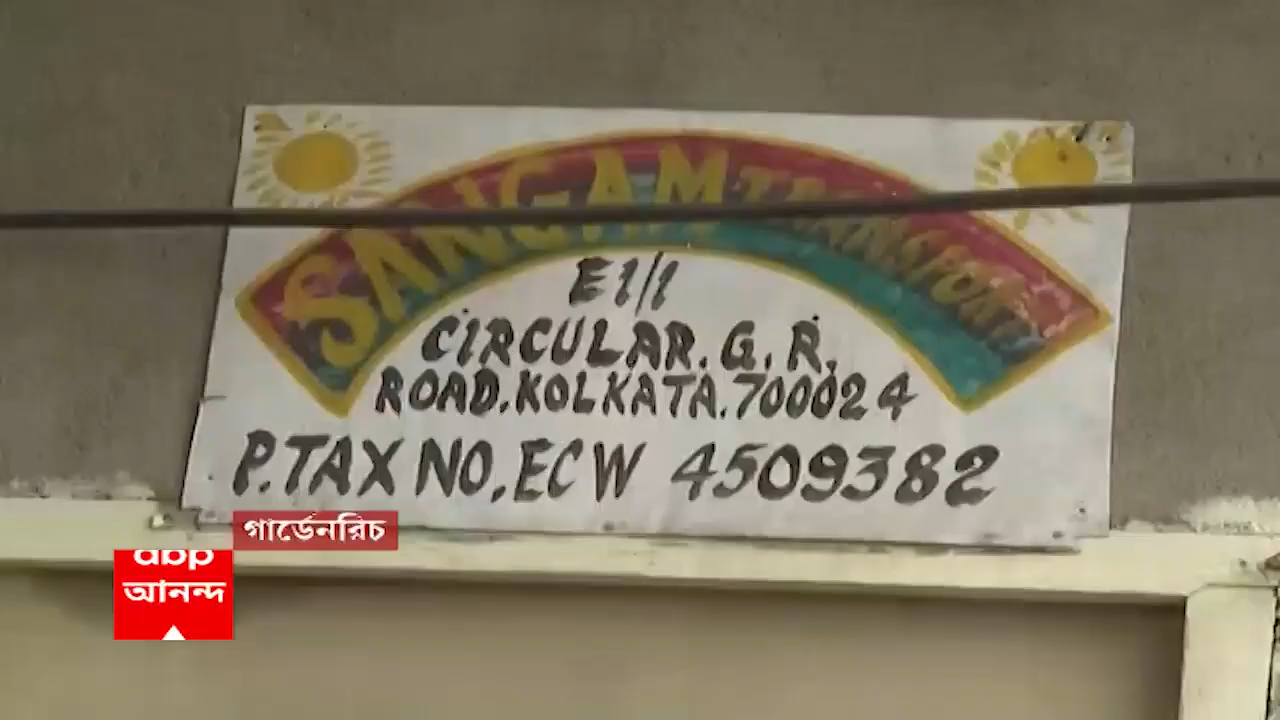 SANGAM TRANSPORT
E1/1
CIRCULAR. G. R.
ROAD. KOLKATA. 700024
P. TAX NO. ECW 4509382
গার্ডেনরিচ
abp
আনন্দ